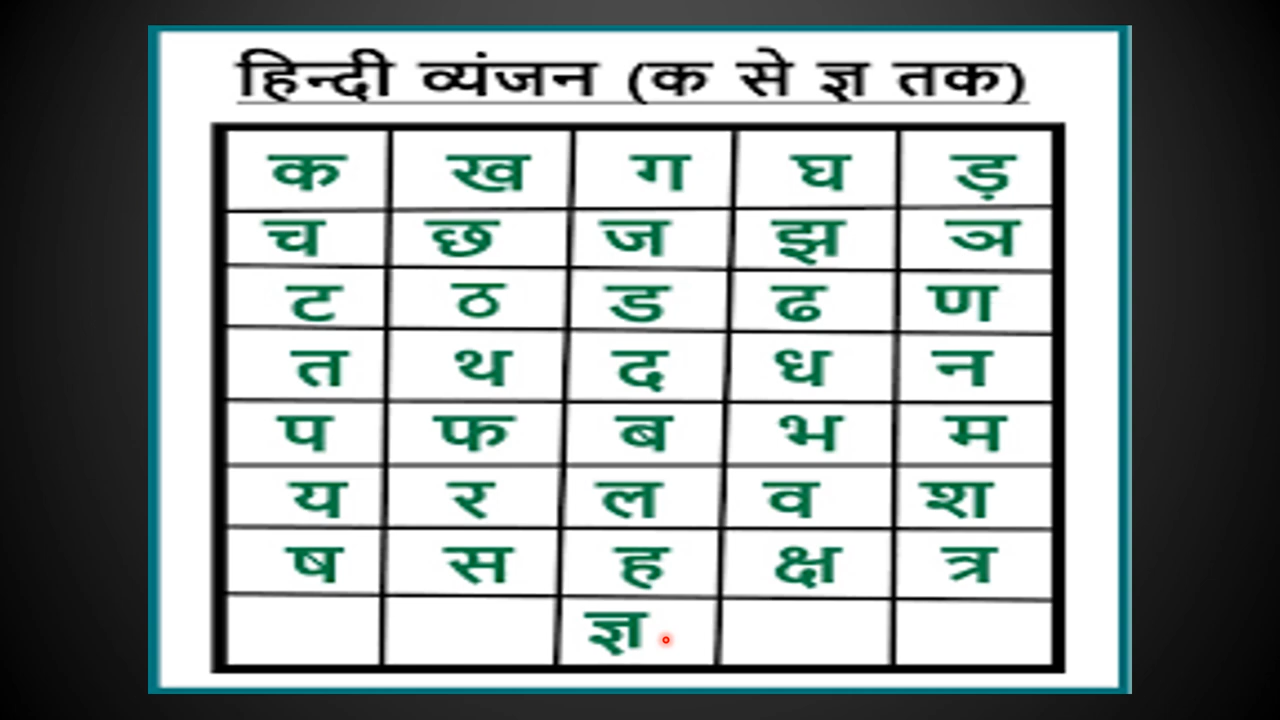 हिन्दी व्यंजन (क से ज्ञ तक)
क ख ग घ ड़
च छ ज झ ञ
ट ठ ड ढ ण
त थ द ध न
प फ ब भ म
य र ल व श
ष स ह क्ष त्र
ज्ञ